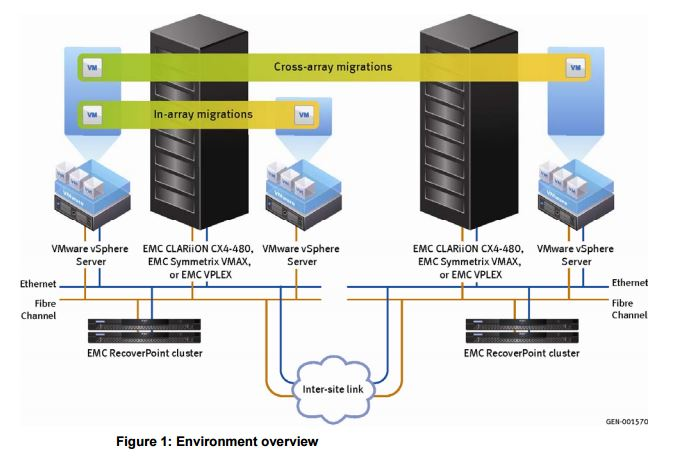 VM
Cross-array migrations
VM
VM
In-array migrations
VM
VMware
VMware
VMware
VMware vSphere
Server
EMC CLARiiON CX4-480,
EMC Symmetrix VMAX,
or EMC VPLEX
VMware vSphere
Server
EMC CLARiiON CX4-480,
EMC Symmetrix VMAX,
or EMC VPLEX
VMware vSphere
Server
Ethernet
Ethernet
Fibre
Channel
Fibre
Channel
EMC RecoverPoint cluster
EMC RecoverPoint cluster
Inter-site link
GEN-001570
Figure 1: Environment overview